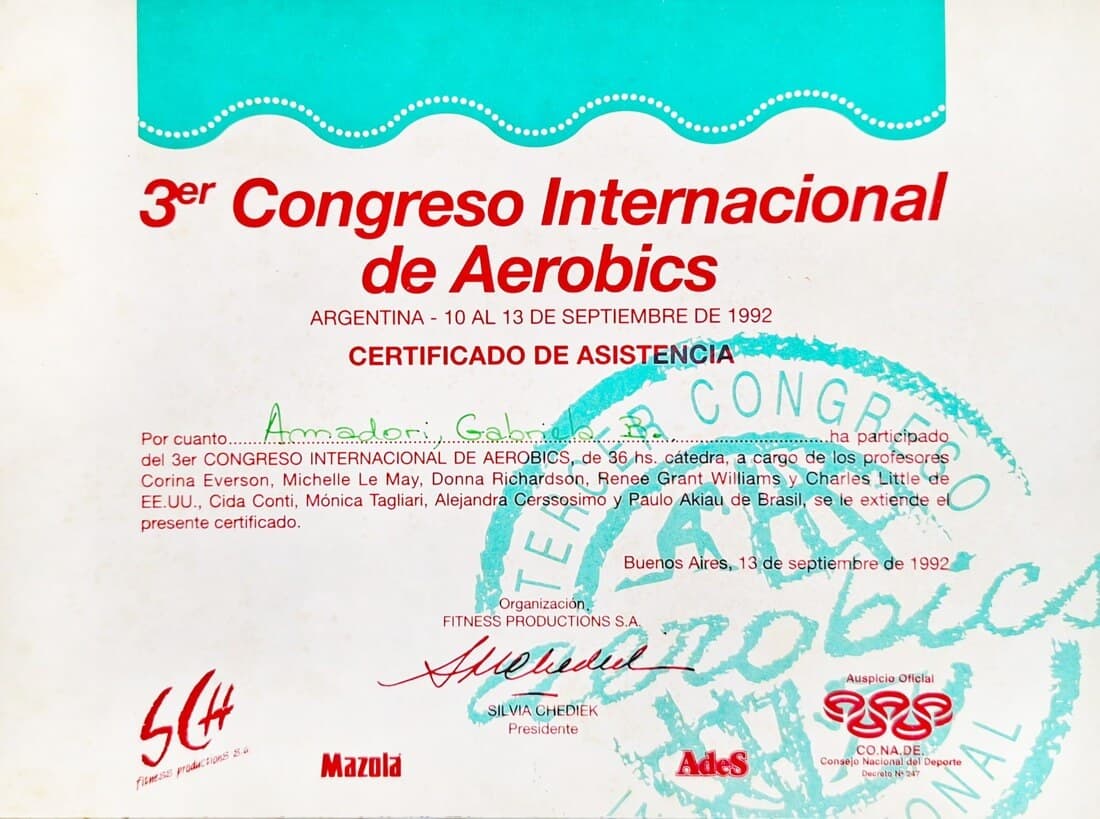 3er Congreso Internacional
de Aerobics
ARGENTINA - 10 AL 13 DE SEPTIEMBRE DE 1992
CERTIFICADO DE ASISTENCIA
Por cuanto Amadori, Gabriela B. ha participado
del 3er CONGRESO INTERNACIONAL DE AEROBICS, de 36 hs. cátedra, a cargo de los profesores
Corina Everson, Michelle Le May, Donna Richardson, Reneé Grant Williams y Charles Little de
EE.UU., Cida Conti, Mónica Tagliari, Alejandra Cerssosimo y Paulo Akiau de Brasil, se le extiende el
presente certificado.
Buenos Aires, 13 de septiembre de 1992
TERCER CONGRESO
aerobics
Organización
FITNESS PRODUCTIONS S.A.
SILVIA CHEDIEK
Presidente
SCH
fitness productions s.a
Mazola
AdeS
Auspicio Oficial
CO.NA.DE.
Consejo Nacional del Deporte
Decreto Nº 247